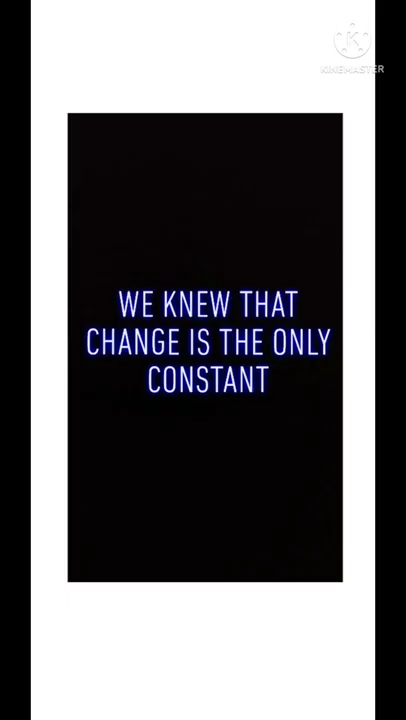 KINEMASTER
WE KNEW THAT
CHANGE IS THE ONLY
CONSTANT